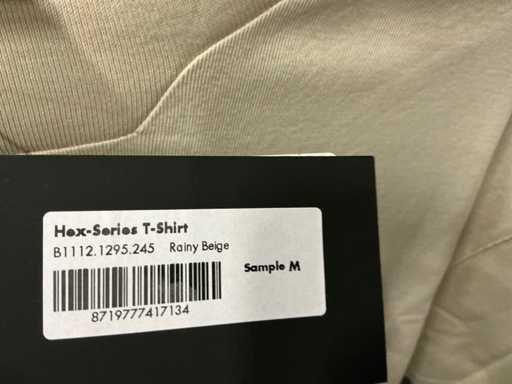 Hex-Series T-Shirt
B1112.1295.245 Rainy Beige
Sample M
8719777417134